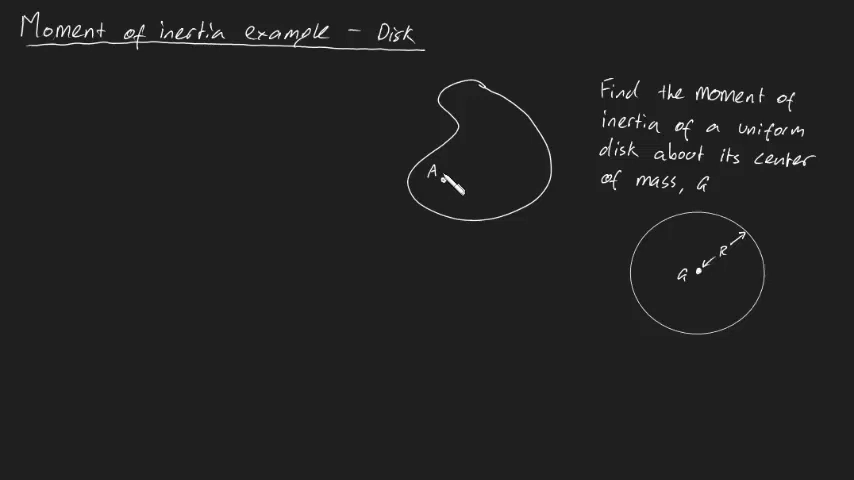 Moment of inertia example - Disk
Find the moment of
inertia of a uniform
disk about its center
of mass, G
A
R
G